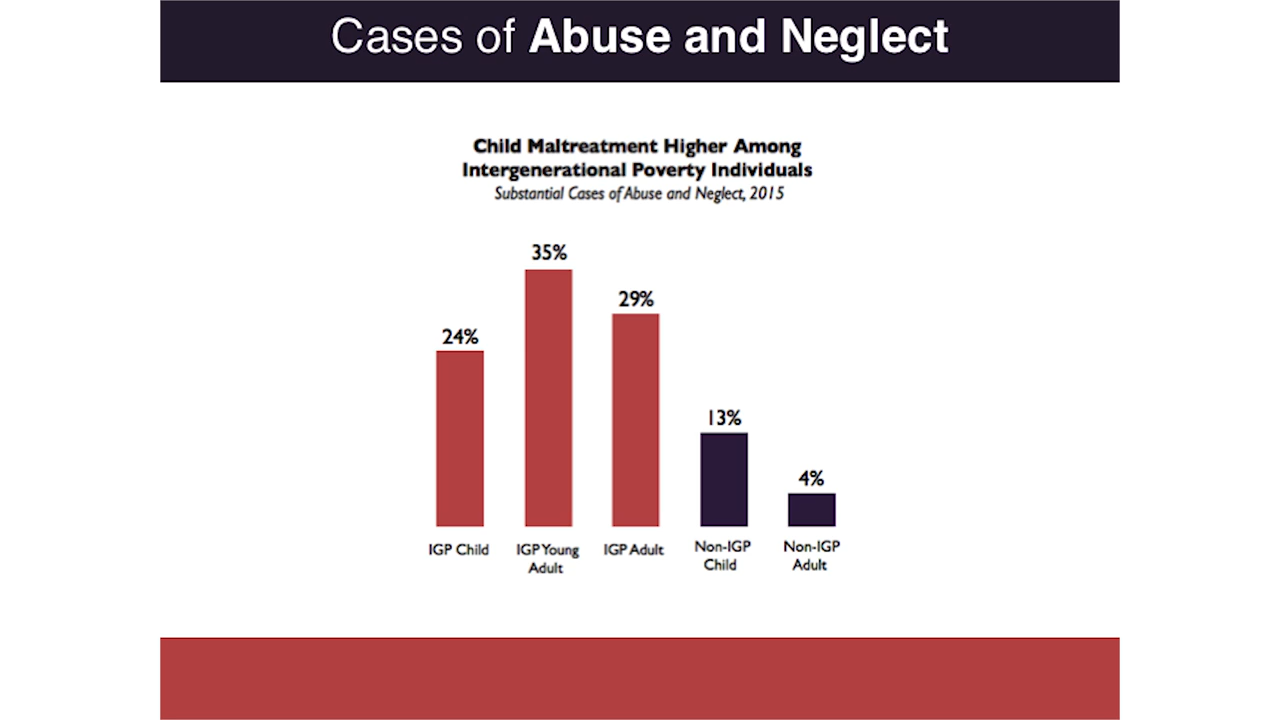 Cases of Abuse and Neglect
Child Maltreatment Higher Among
Intergenerational Poverty Individuals
Substantial Cases of Abuse and Neglect, 2015
35%
29%
24%
13%
4%
IGP Child
IGP Young
Adult
IGP Adult
Non-IGP
Child
Non-IGP
Adult